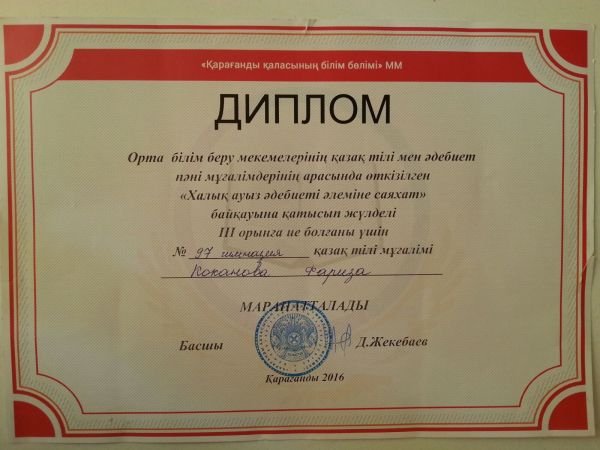 «Қарағанды қаласының білім бөлімі» ММ
ДИПЛОМ
Орта білім беру мекемелерінің қазақ тілі мен әдебиет
пәні мұғалімдерінің арасында өткізілген
«Халық ауыз әдебиеті әлеміне саяхат»
байқауына қатысып жүлделі
III орынға ие болғаны үшін
№ 97 гимназия қазақ тілі мұғалімі
Коканова Фариза
МАРАПАТТАЛАДЫ
Басшы Д.Жекебаев
Қарағанды 2016